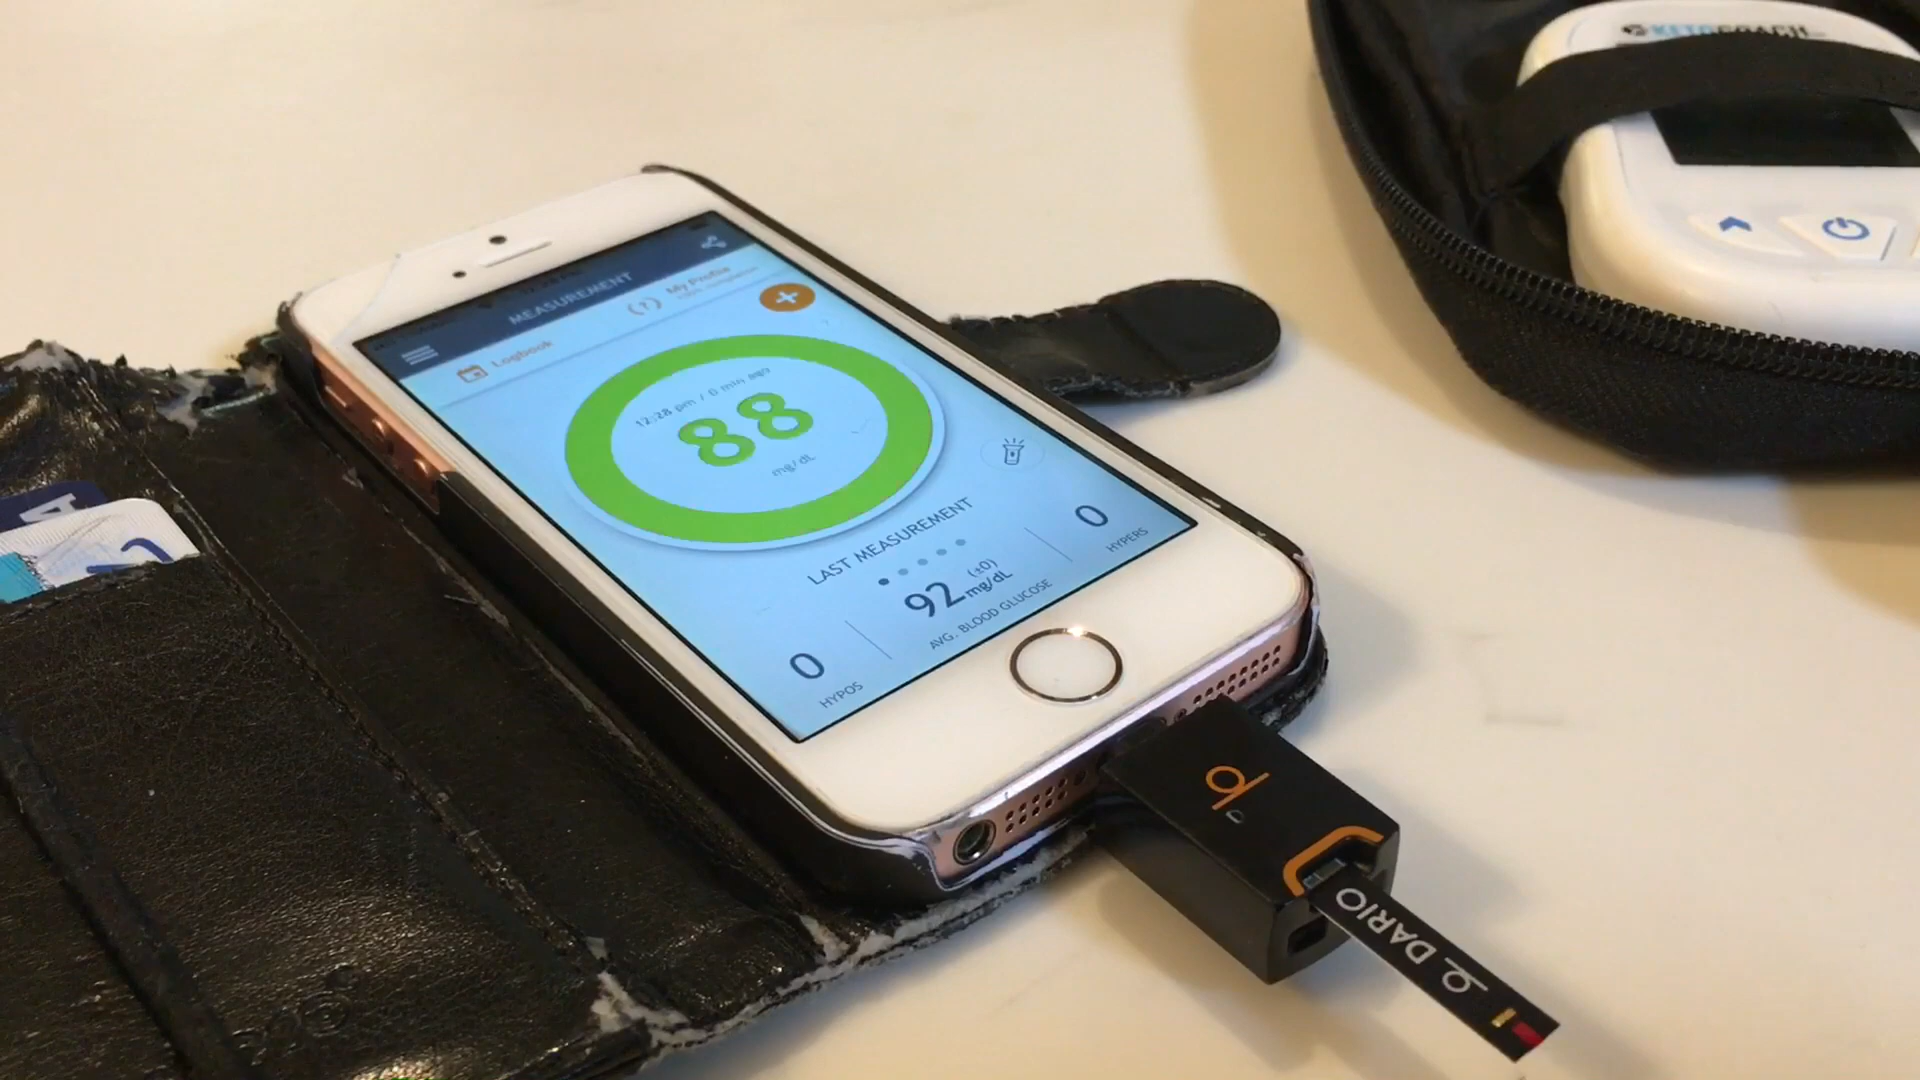 KETOCOACH
MEASUREMENT
(?) My Profile
Logbook
+
12:28 pm / 0 min ago
88
mg/dL
LAST MEASUREMENT
0
HYPERS
92 (±0)
mg/dL
AVG. BLOOD GLUCOSE
0
HYPOS
DARIO
A